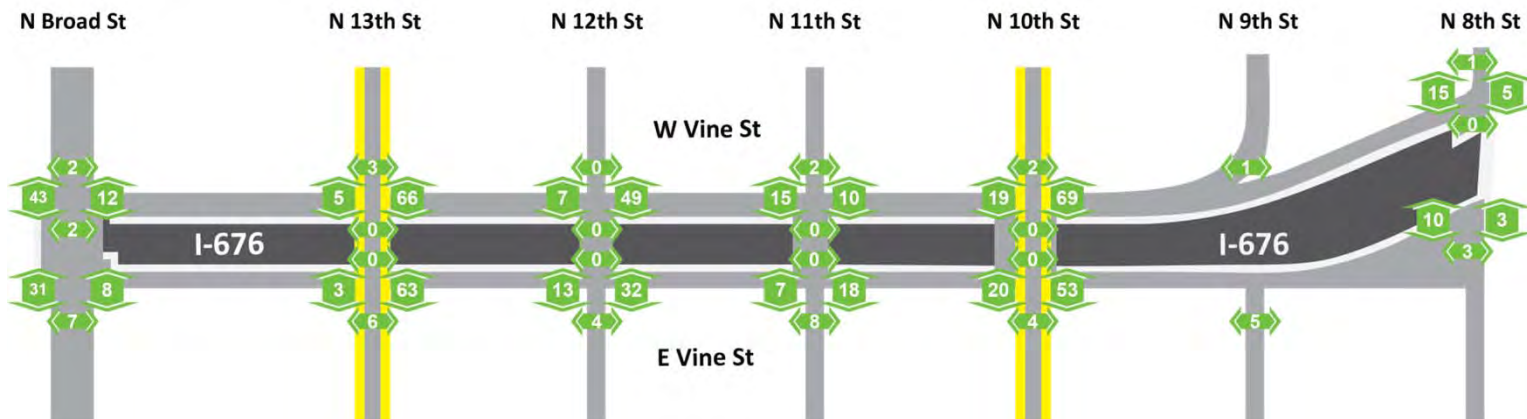 N Broad St N 13th St N 12th St N 11th St N 10th St N 9th St N 8th St
1
15 5
W Vine St 0
2 3 0 2 2 1
43 12 5 66 7 49 15 10 19 69
10 3
2 0 0 0 0
I-676 I-676
3
0 0 0 0
31 8 3 63 13 32 7 18 20 53
7 6 4 8 4 5
E Vine St